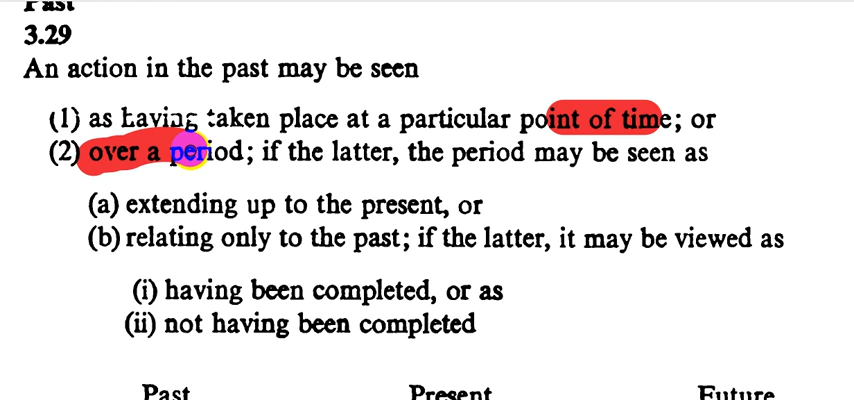 Past
3.29
An action in the past may be seen
(1) as having taken place at a particular point of time; or
(2) over a period; if the latter, the period may be seen as
(a) extending up to the present, or
(b) relating only to the past; if the latter, it may be viewed as
(i) having been completed, or as
(ii) not having been completed
Past Present Future